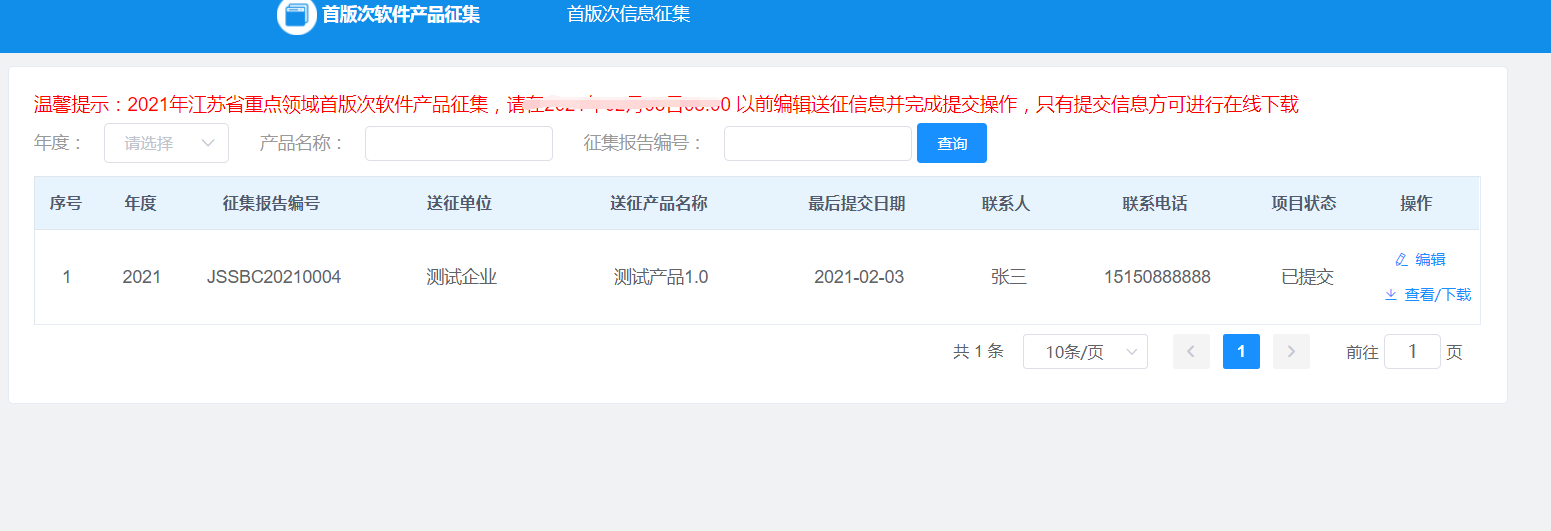 首版次软件产品征集 首版次信息征集
温馨提示：2021年江苏省重点领域首版次软件产品征集，请在 以前编辑送征信息并完成提交操作，只有提交信息方可进行在线下载
年度： 请选择 产品名称： 征集报告编号： 查询
序号 年度 征集报告编号 送征单位 送征产品名称 最后提交日期 联系人 联系电话 项目状态 操作
编辑
1 2021 JSSBC20210004 测试企业 测试产品1.0 2021-02-03 张三 15150888888 已提交
查看/下载
共 1 条 10条/页 1 前往 1 页